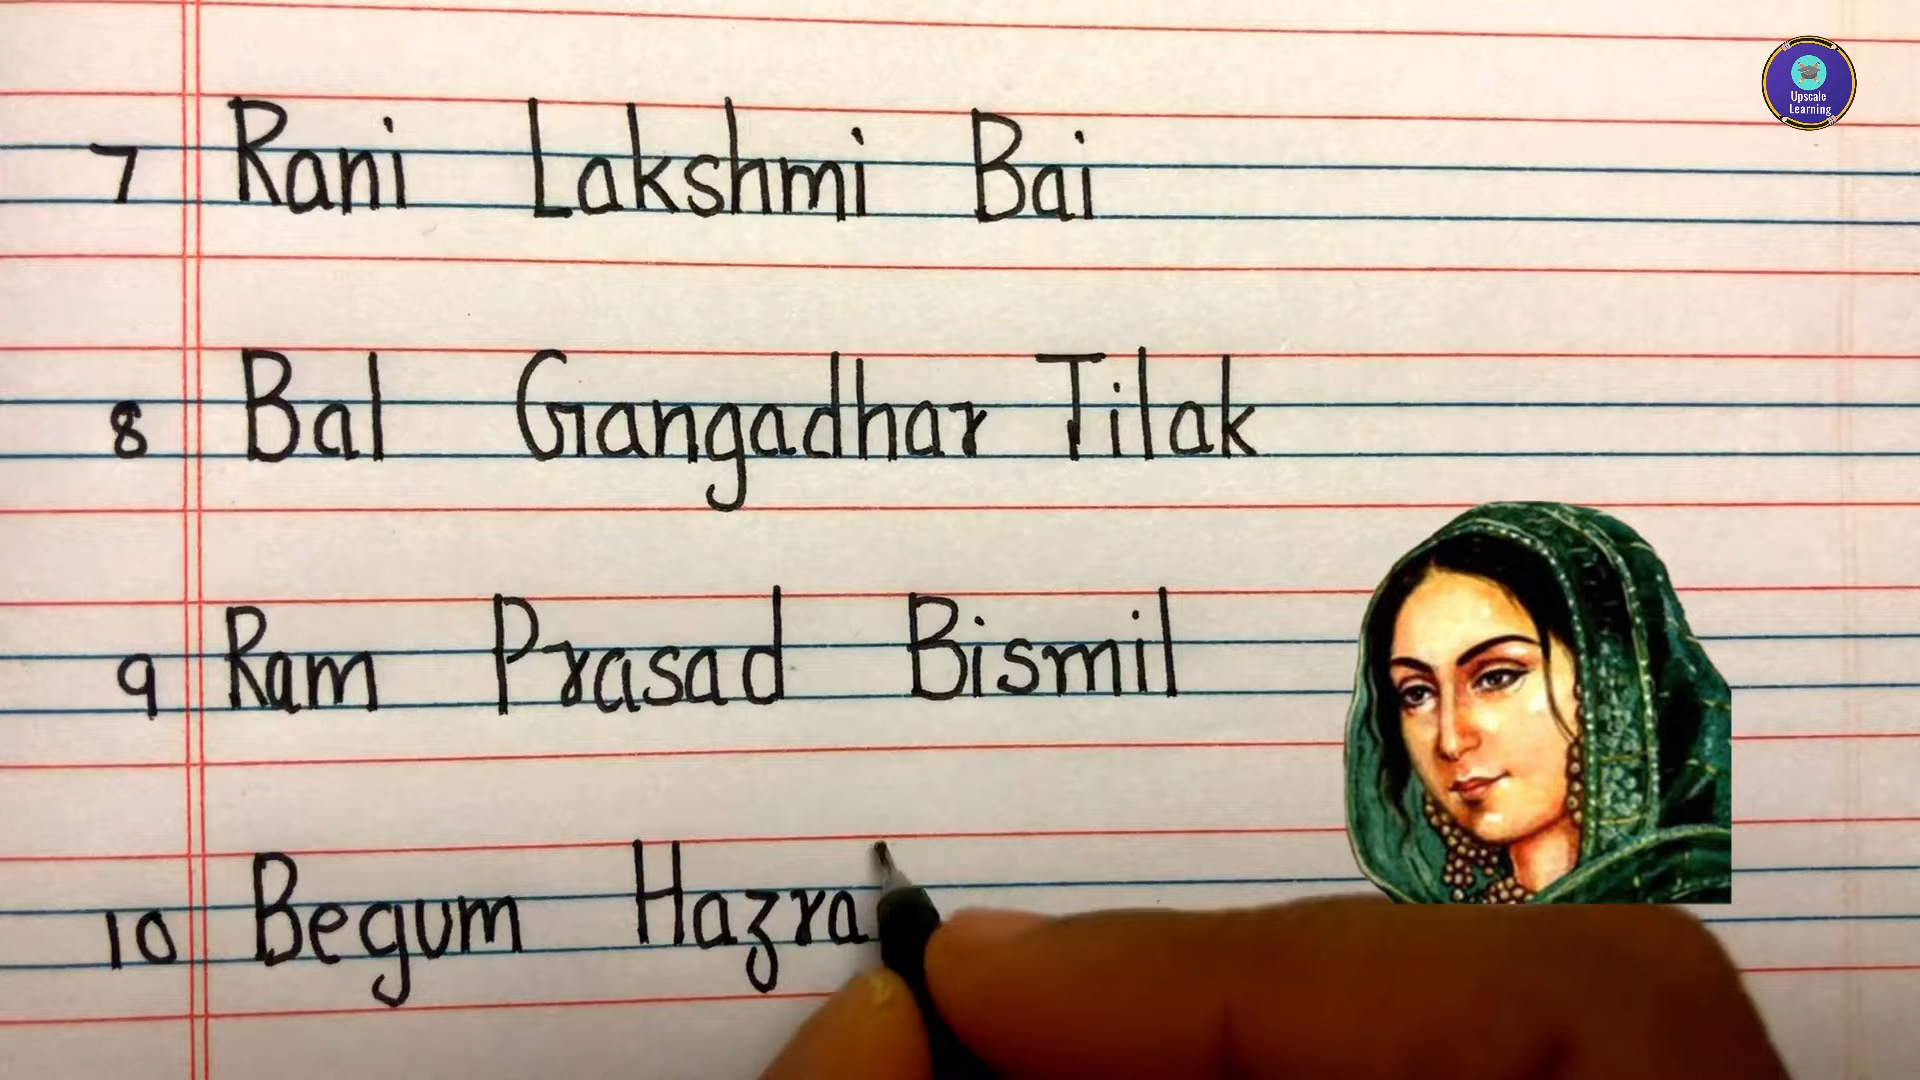 Upscale
Learning
7 Rani Lakshmi Bai
8 Bal Gangadhar Tilak
9 Ram Prasad Bismil
10 Begum Hazra